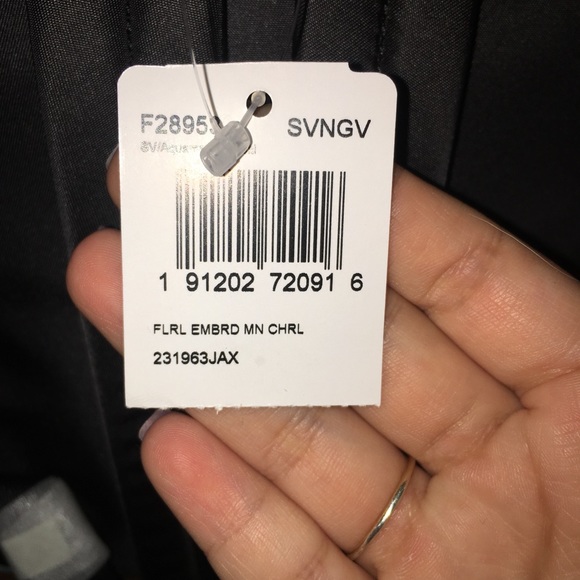 SVNGV
1 91202 72091 6
FLRL EMBRD MN CHRL
231963JAX